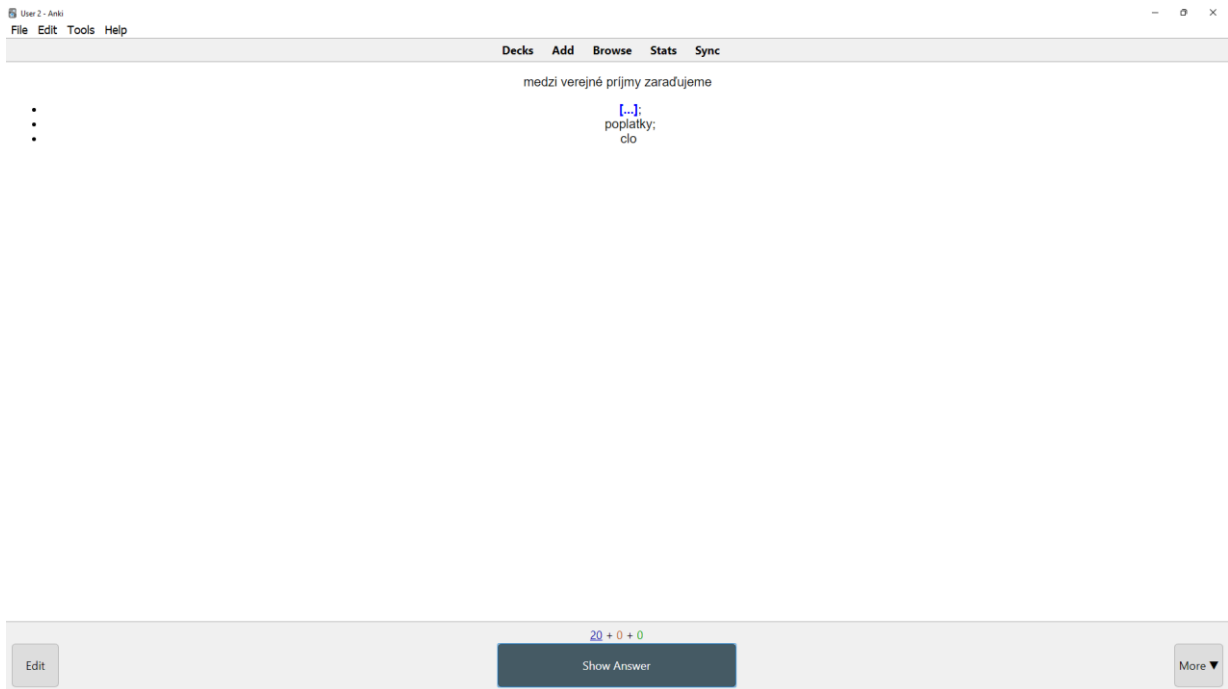 User 2 - Anki
File Edit Tools Help
Decks Add Browse Stats Sync
medzi verejné príjmy zaraďujeme
• [...];
• poplatky;
• clo
20 + 0 + 0
Edit
Show Answer
More ▼